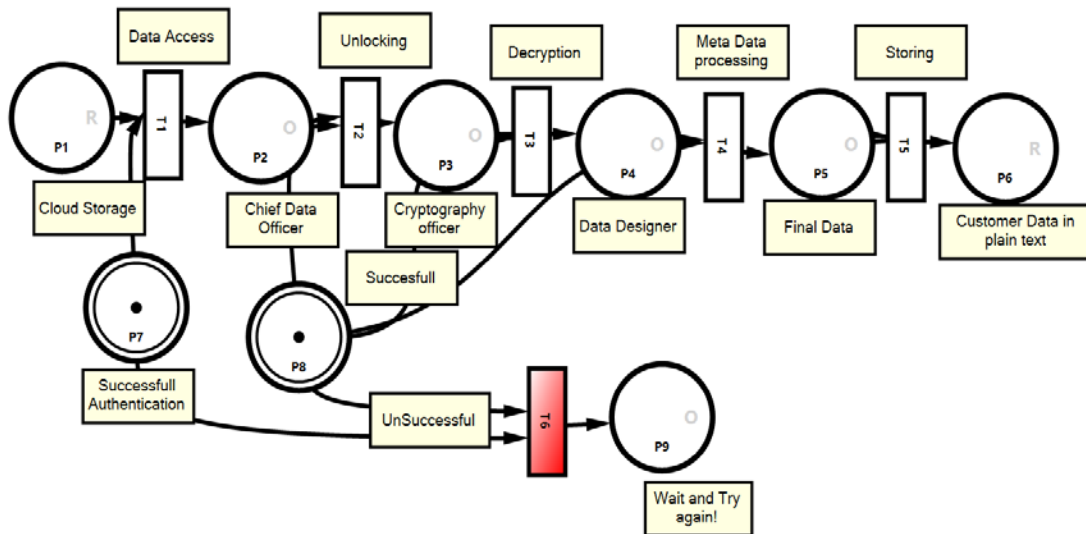 Data Access
Unlocking
Decryption
Meta Data
processing
Storing
R
P1
T1
O
P2
T2
O
P3
T3
O
P4
T4
O
P5
T5
R
P6
Cloud Storage
Chief Data
Officer
Cryptography
officer
Data Designer
Final Data
Customer Data in
plain text
Succesfull
P7
P8
Successfull
Authentication
UnSuccessful
T6
O
P9
Wait and Try
again!